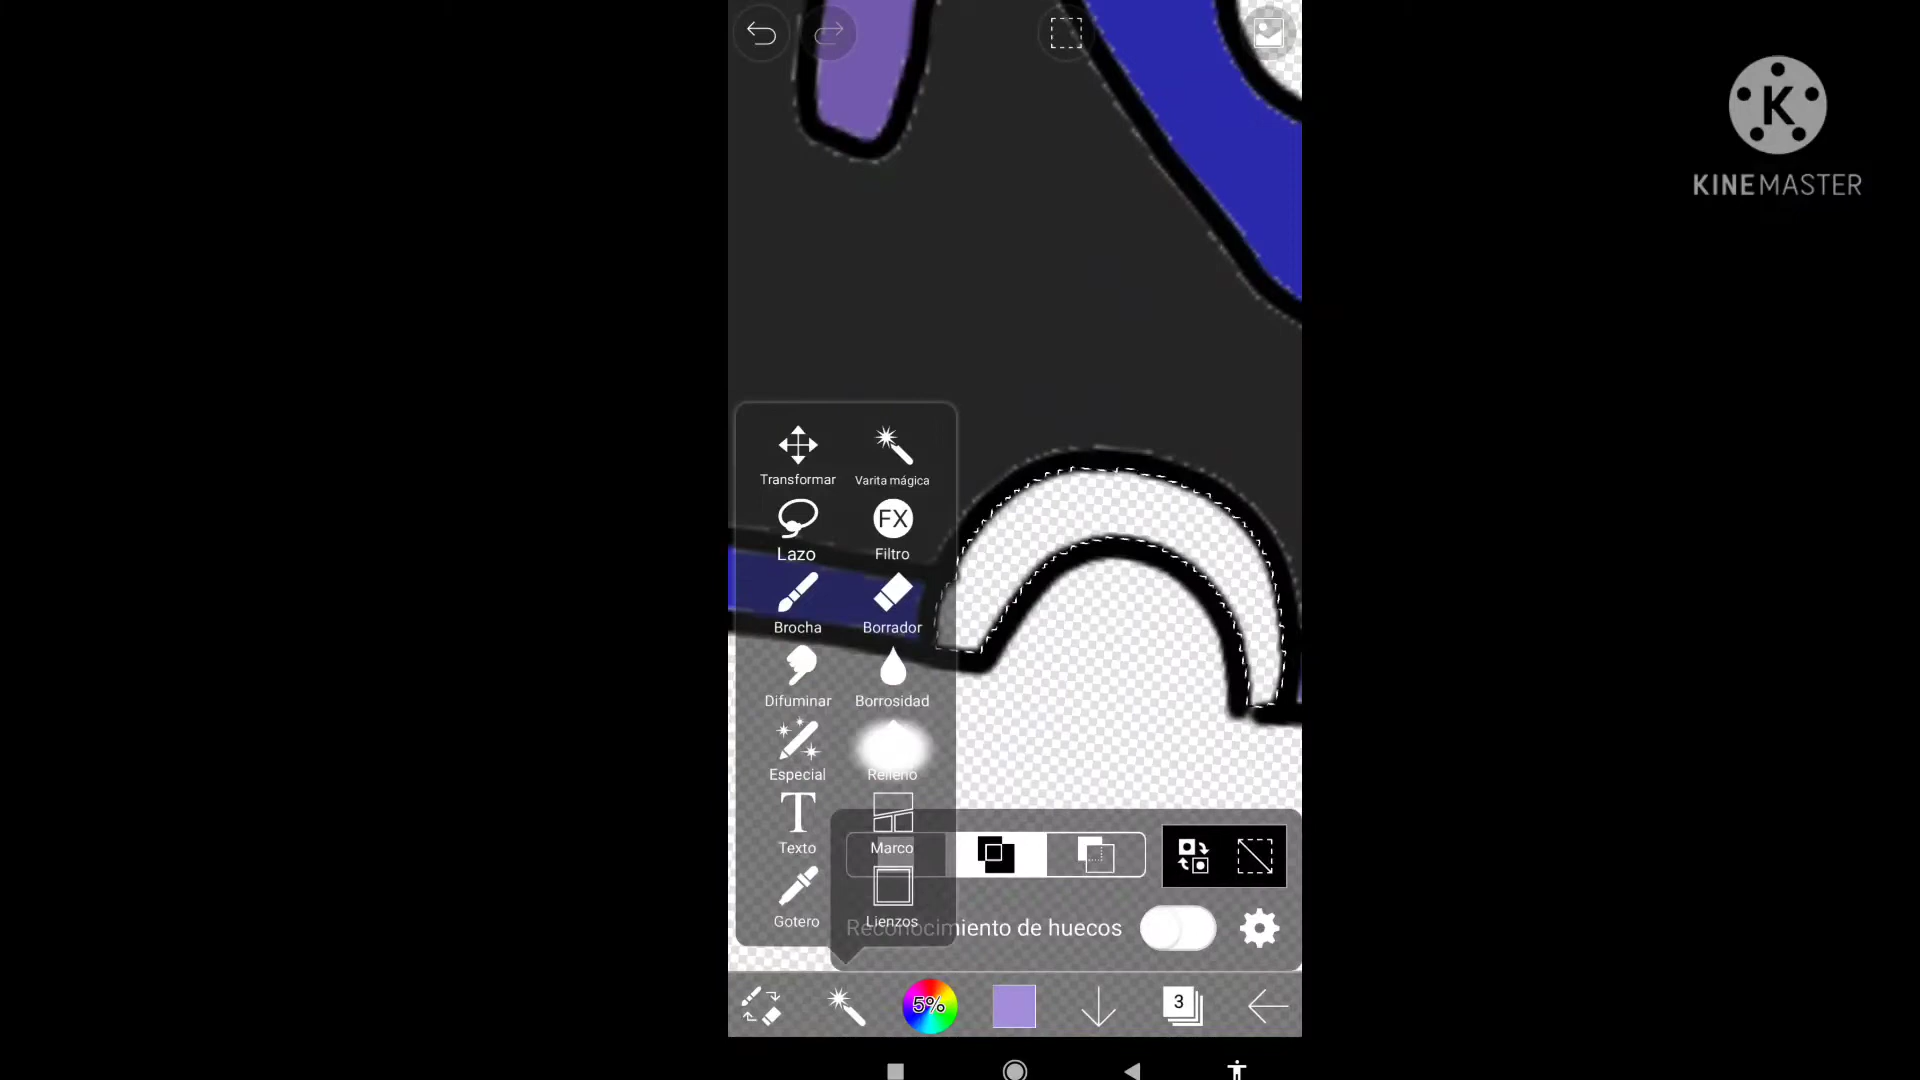 K
KINEMASTER
Transformar
Varita mágica
Lazo
FX
Filtro
Brocha
Borrador
Difuminar
Borrosidad
Especial
Relleno
T
Texto
Marco
Gotero
Lienzos
Reconocimiento de huecos
5%
3